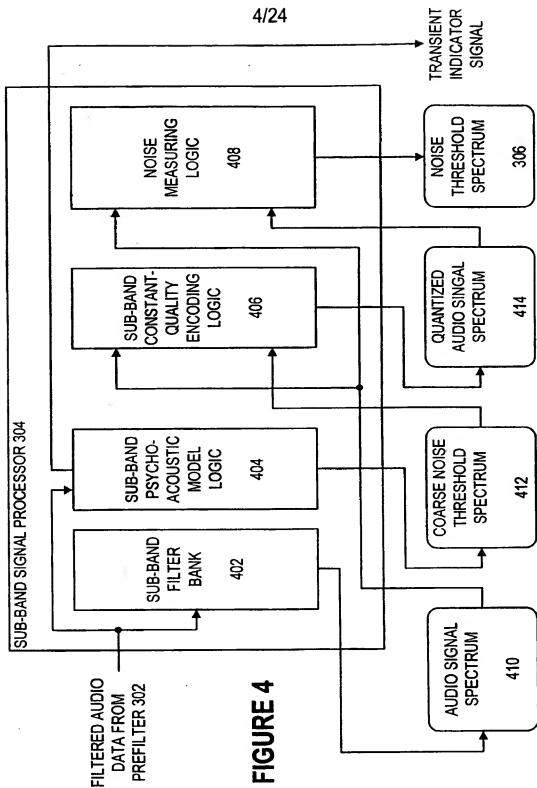 4/24
SUB-BAND SIGNAL PROCESSOR 304
FILTERED AUDIO
DATA FROM
PREFILTER 302
SUB-BAND
FILTER
BANK
402
SUB-BAND
PSYCHO-
ACOUSTIC
MODEL
LOGIC
404
SUB-BAND
CONSTANT-
QUALITY
ENCODING
LOGIC
406
NOISE
MEASURING
LOGIC
408
TRANSIENT
INDICATOR
SIGNAL
AUDIO SIGNAL
SPECTRUM
410
COARSE NOISE
THRESHOLD
SPECTRUM
412
QUANTIZED
AUDIO SINGAL
SPECTRUM
414
NOISE
THRESHOLD
SPECTRUM
306
FIGURE 4